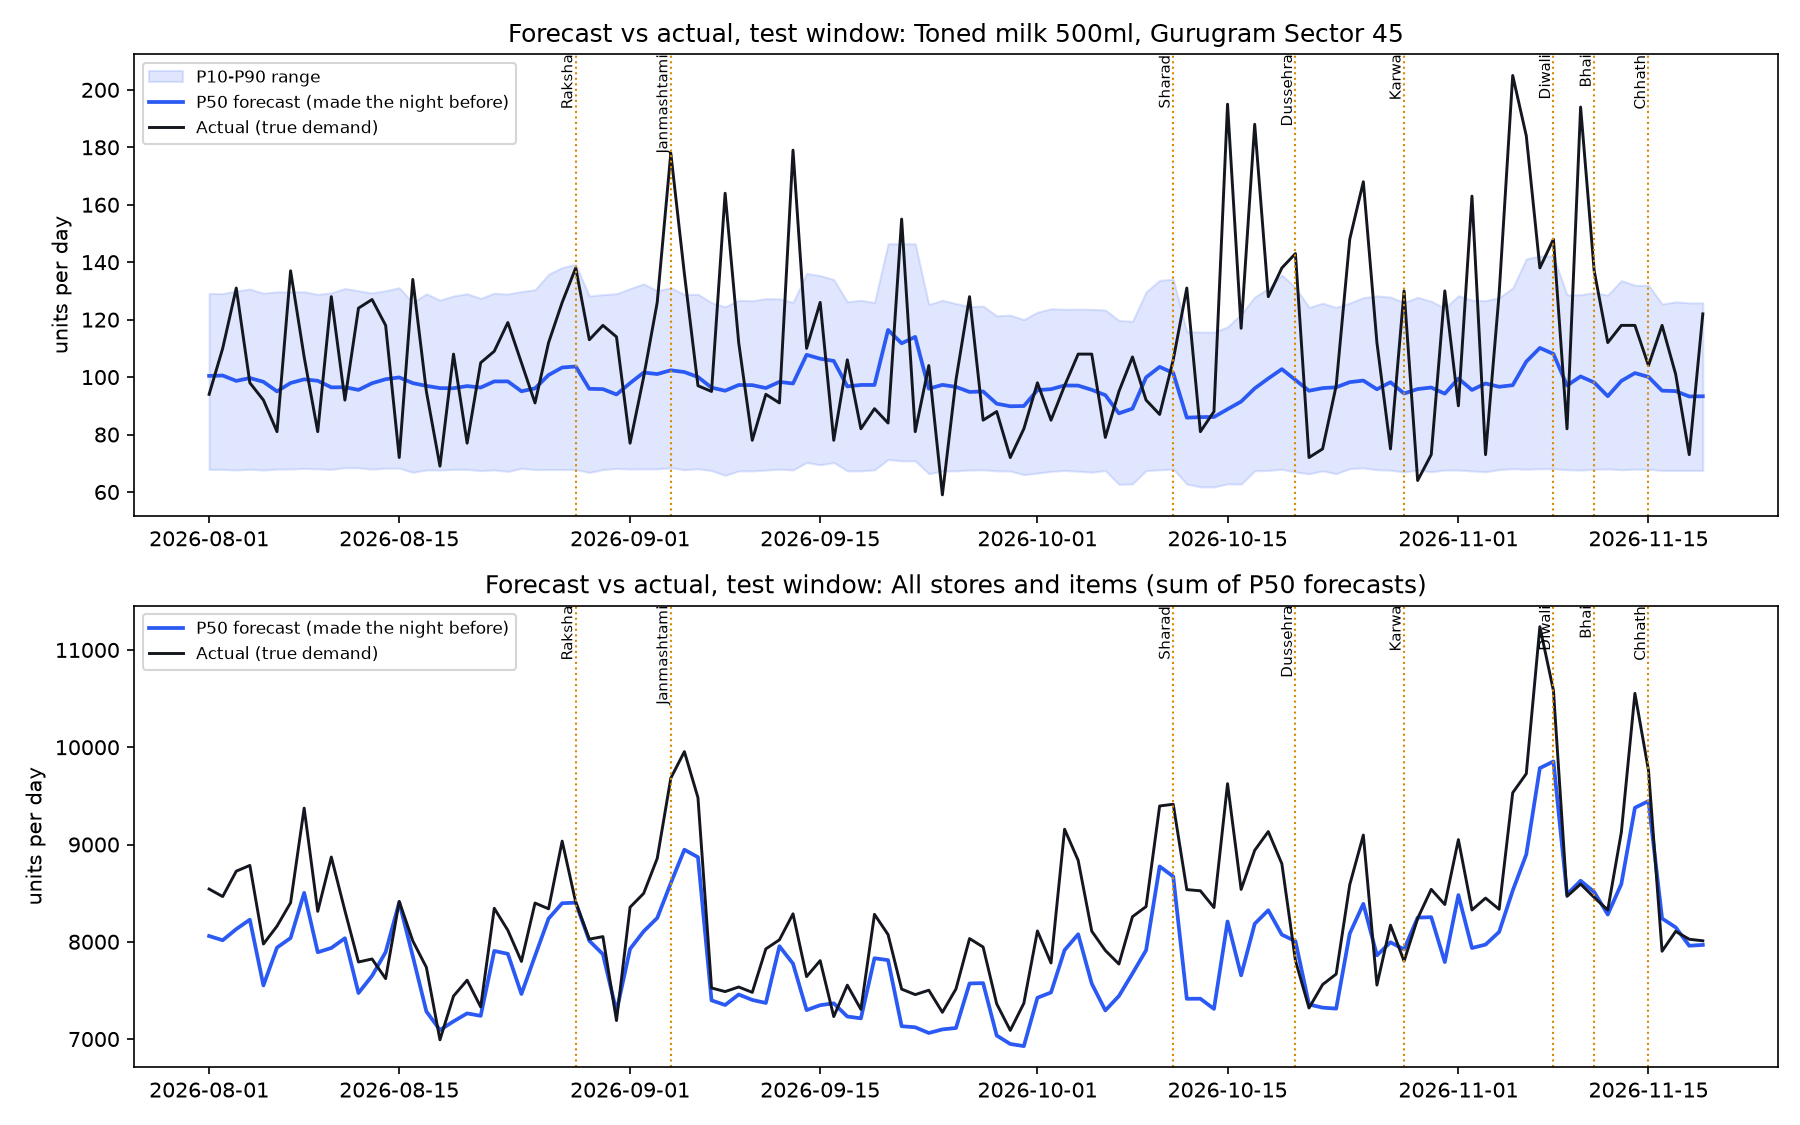 Forecast vs actual, test window: Toned milk 500ml, Gurugram Sector 45
P10-P90 range
P50 forecast (made the night before)
Actual (true demand)
Raksha
Janmashtami
Sharad
Dussehra
Karwa
Diwali
Bhai
Chhath
units per day
200
180
160
140
120
100
80
60
2026-08-01
2026-08-15
2026-09-01
2026-09-15
2026-10-01
2026-10-15
2026-11-01
2026-11-15
Forecast vs actual, test window: All stores and items (sum of P50 forecasts)
P50 forecast (made the night before)
Actual (true demand)
Raksha
Janmashtami
Sharad
Dussehra
Karwa
Diwali
Bhai
Chhath
units per day
11000
10000
9000
8000
7000
2026-08-01
2026-08-15
2026-09-01
2026-09-15
2026-10-01
2026-10-15
2026-11-01
2026-11-15